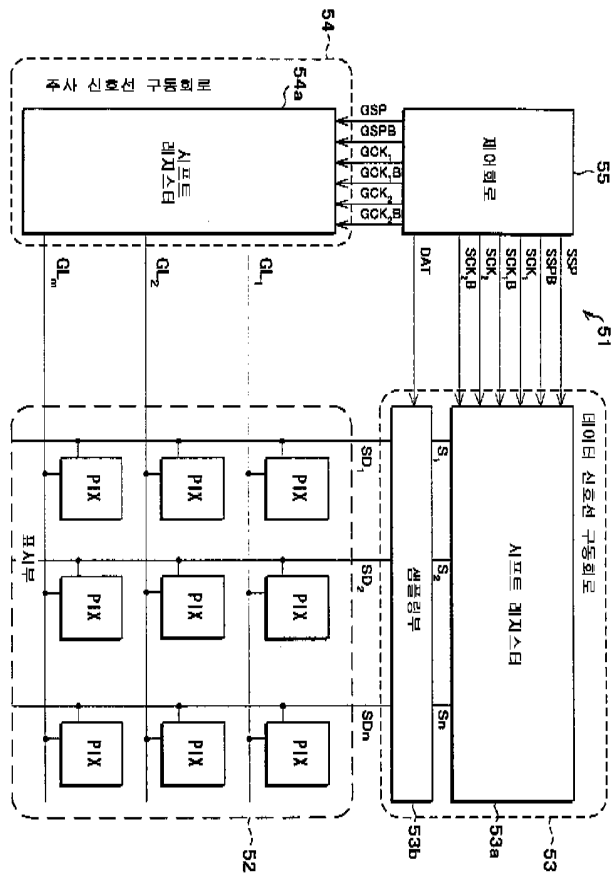 51
55
제어회로
SSP
SSPB
SCK₁
SCK₁B
SCK₂
SCK₂B
DAT
데이터 신호선 구동회로
시프트 레지스터
53
53a
S₁
S₂
Sn
샘플링부
53b
GSP
GSPB
GCK₁
GCK₁B
GCK₂
GCK₂B
SD₁
SD₂
SDn
54
주사 신호선 구동회로
54a
시프트
레지스터
GL₁
GL₂
GLₘ
PIX
PIX
PIX
PIX
PIX
PIX
PIX
PIX
PIX
52
표시부